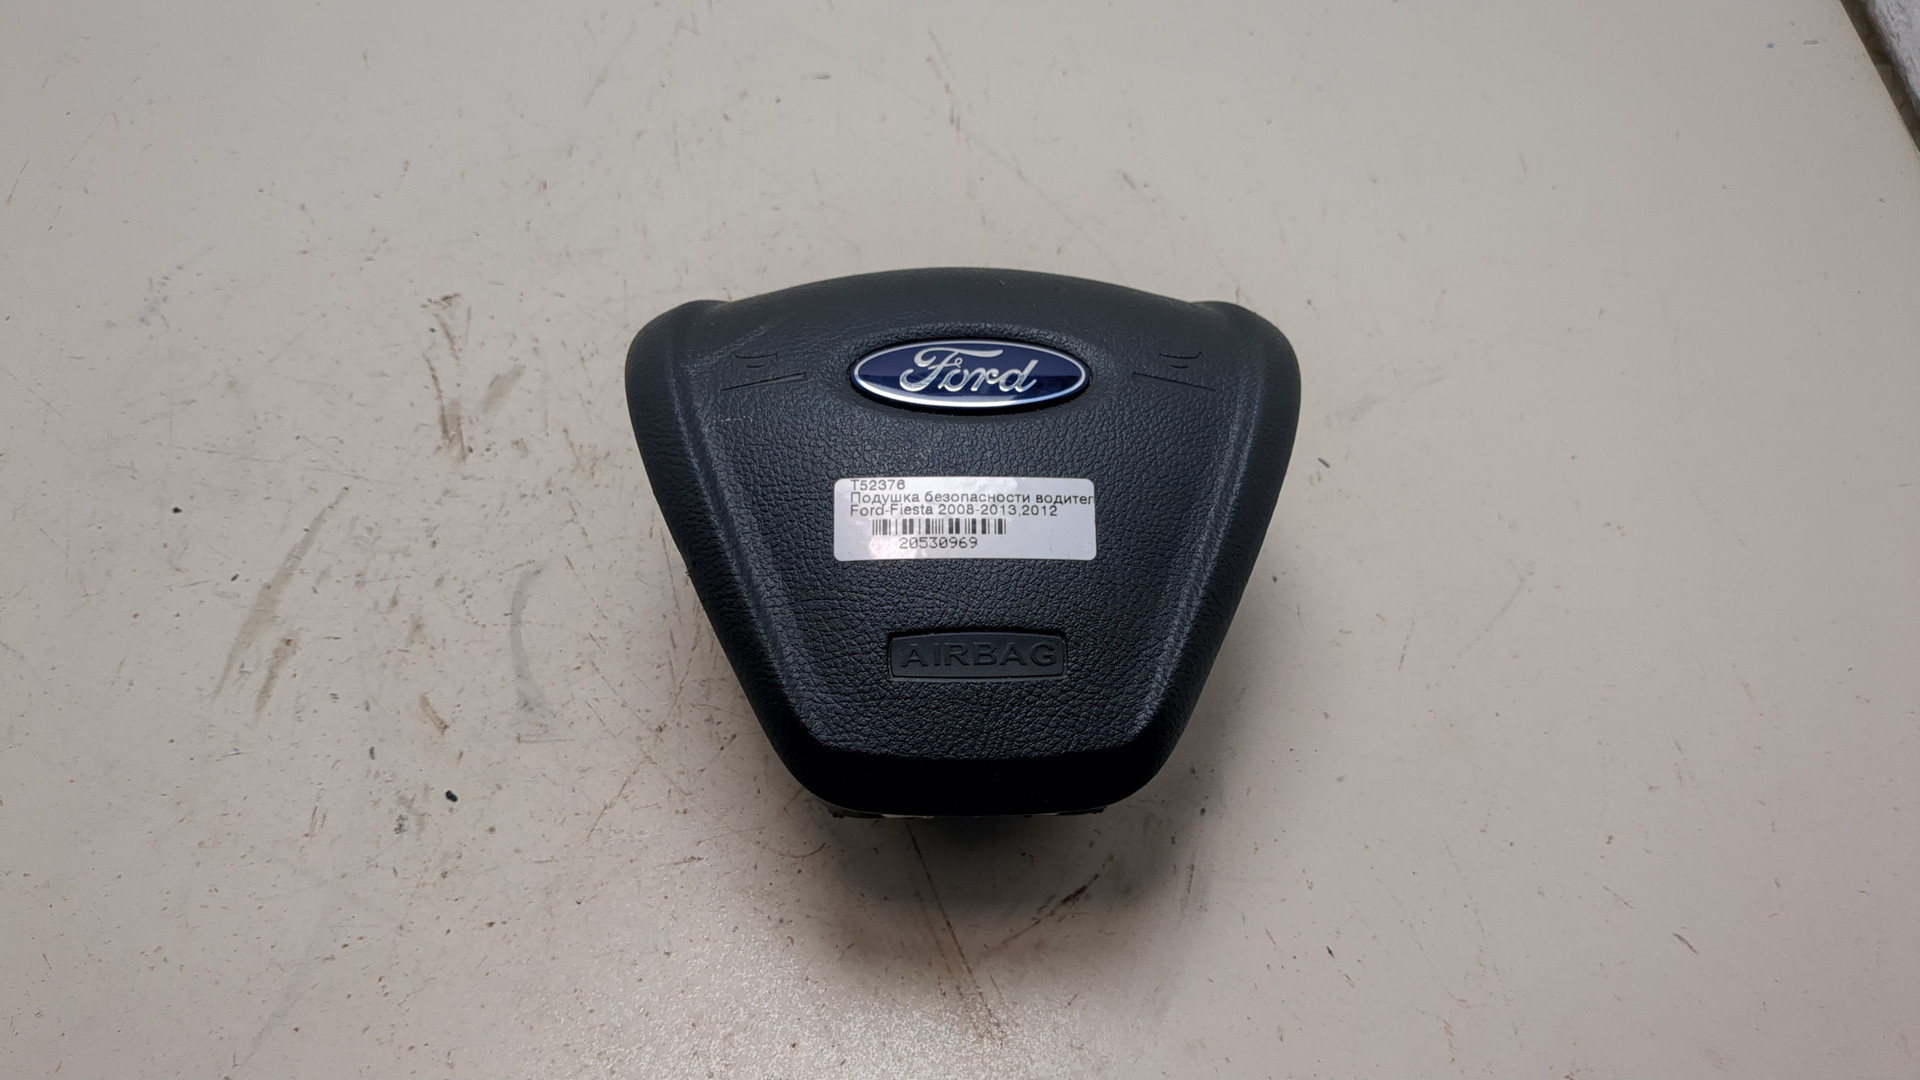 Ford
T52376
Подушка безопасности водител
Ford-Fiesta 2008-2013,2012
20530969
AIRBAG